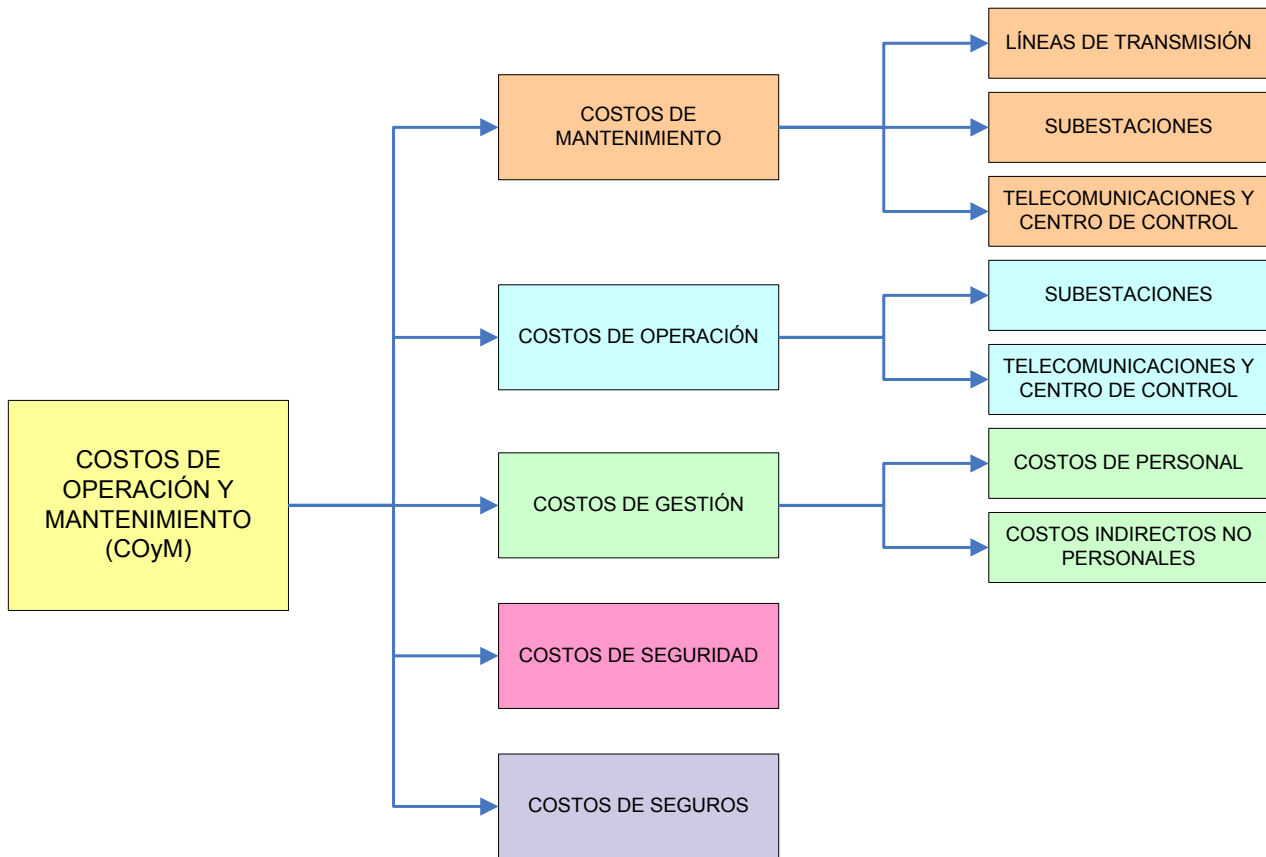 COSTOS DE
OPERACIÓN Y
MANTENIMIENTO
(COyM)
COSTOS DE
MANTENIMIENTO
LÍNEAS DE TRANSMISIÓN
SUBESTACIONES
TELECOMUNICACIONES Y
CENTRO DE CONTROL
COSTOS DE OPERACIÓN
SUBESTACIONES
TELECOMUNICACIONES Y
CENTRO DE CONTROL
COSTOS DE GESTIÓN
COSTOS DE PERSONAL
COSTOS INDIRECTOS NO
PERSONALES
COSTOS DE SEGURIDAD
COSTOS DE SEGUROS